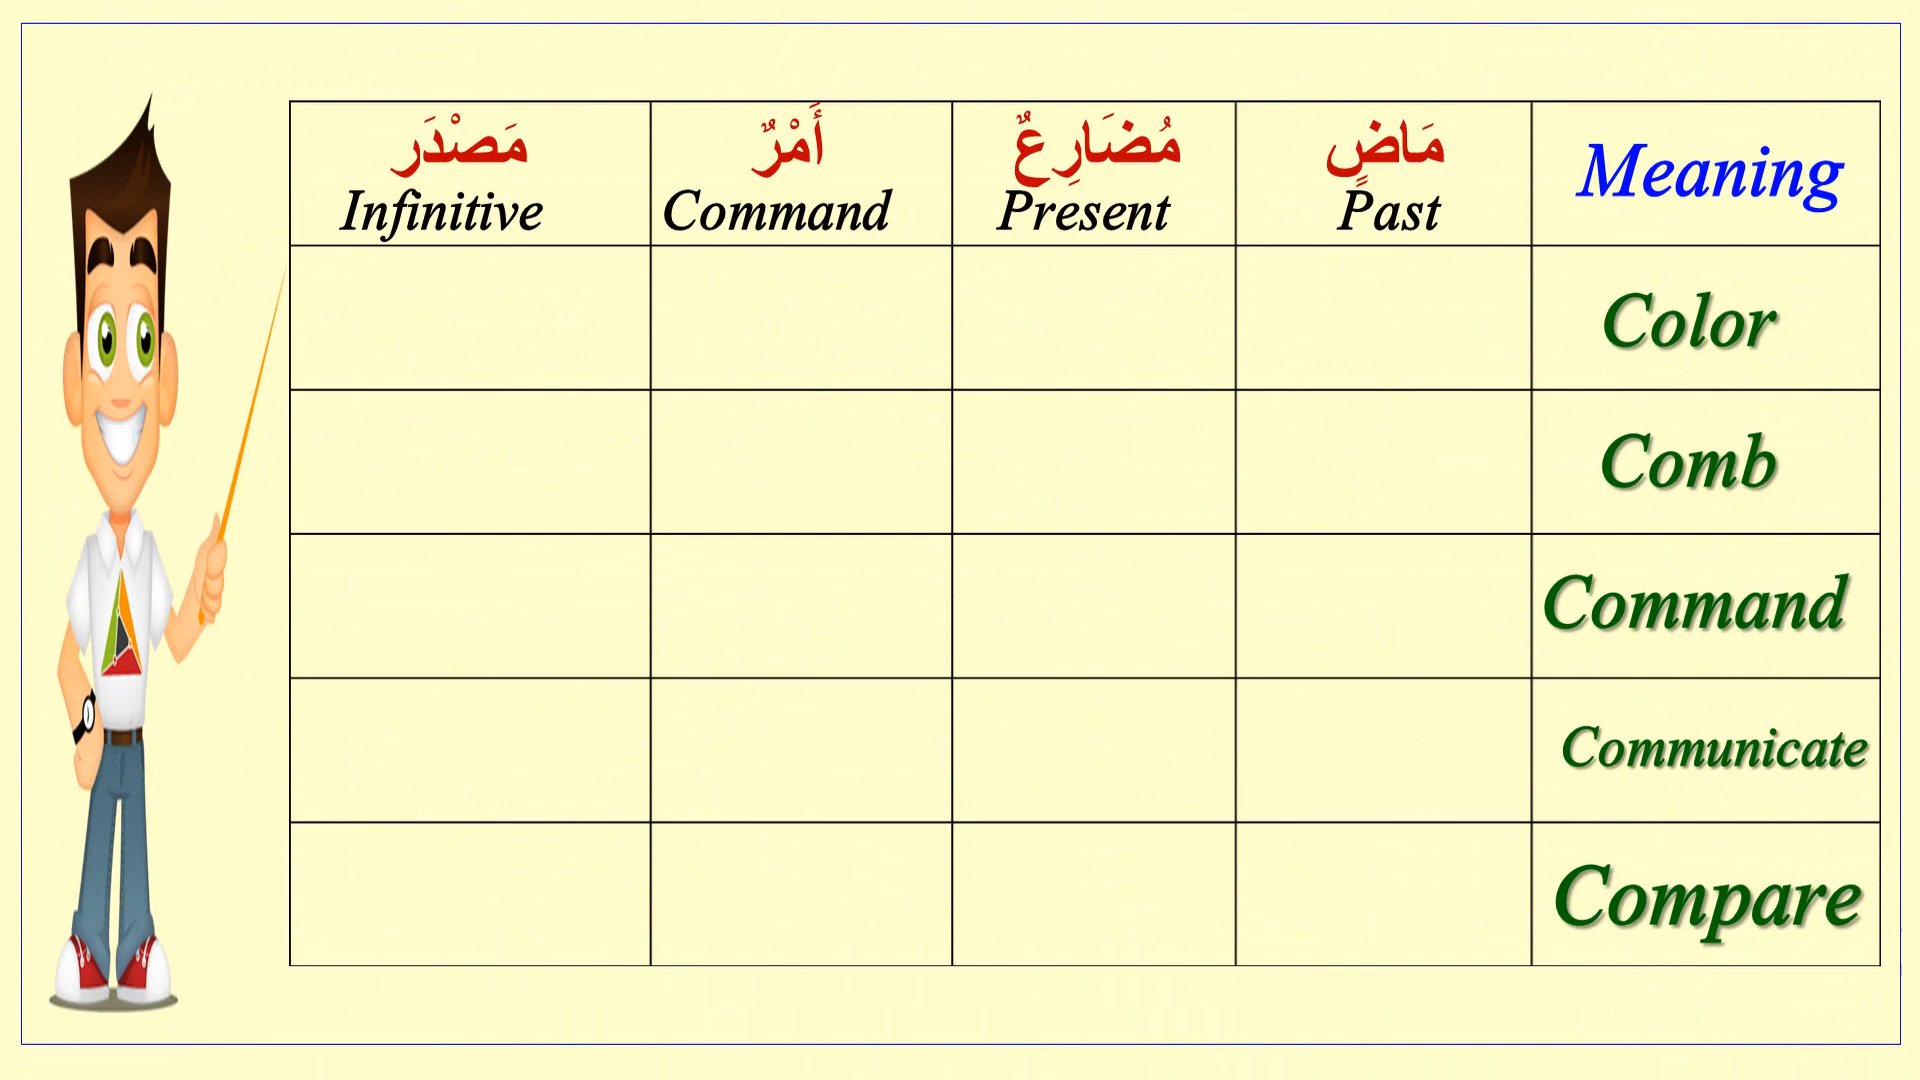 مَصْدَر
Infinitive
أَمْرٌ
Command
مُضَارِعٌ
Present
مَاضٍ
Past
Meaning
Color
Comb
Command
Communicate
Compare